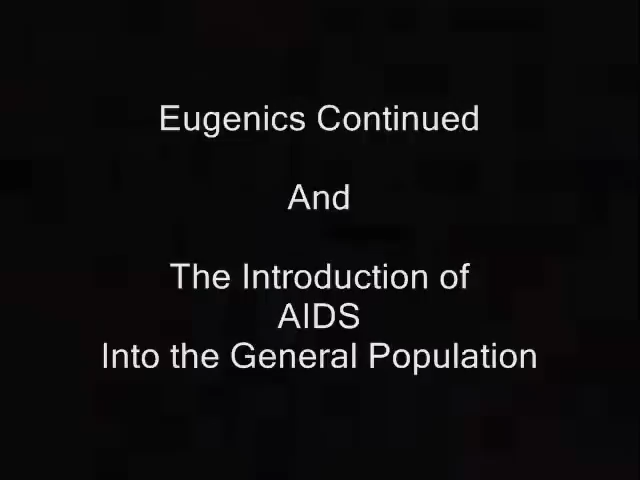 Eugenics Continued
And
The Introduction of
AIDS
Into the General Population